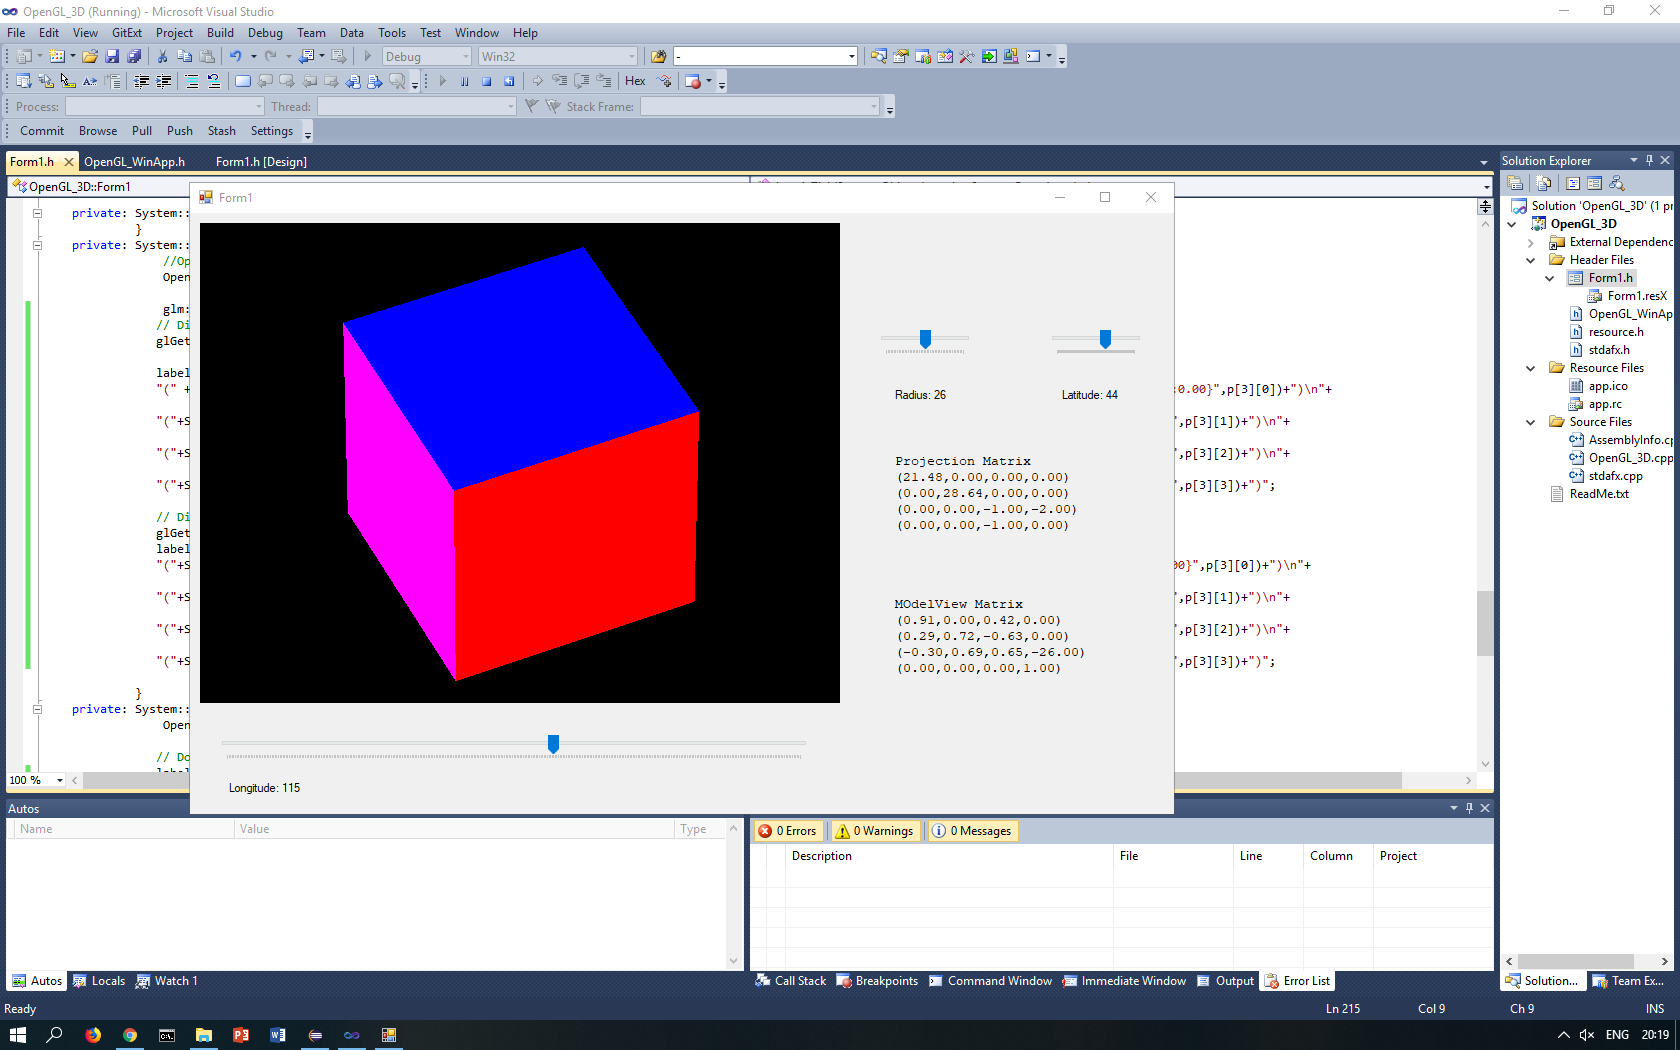 OpenGL_3D (Running) - Microsoft Visual Studio
File Edit View GitExt Project Build Debug Team Data Tools Test Window Help
Debug Win32 -
Hex
Process: Thread: Stack Frame:
Commit Browse Pull Push Stash Settings
Form1.h OpenGL_WinApp.h Form1.h [Design]
OpenGL_3D::Form1
private: System::
}
private: System::
//Op
Open
glm:
// Di
glGet
label
"(" +
"("+S
"("+S
"("+S
// Di
glGet
label
"("+S
"("+S
"("+S
"("+S
}
private: System::
Open
// Do
100 %
Form1
Radius: 26
Latitude: 44
Projection Matrix
(21.48,0.00,0.00,0.00)
(0.00,28.64,0.00,0.00)
(0.00,0.00,-1.00,-2.00)
(0.00,0.00,-1.00,0.00)
MOdelView Matrix
(0.91,0.00,0.42,0.00)
(0.29,0.72,-0.63,0.00)
(-0.30,0.69,0.65,-26.00)
(0.00,0.00,0.00,1.00)
Longitude: 115
:0.00}",p[3][0])+")\n"+
",p[3][1])+")\n"+
",p[3][2])+")\n"+
",p[3][3])+")";
00}",p[3][0])+")\n"+
",p[3][1])+")\n"+
",p[3][2])+")\n"+
",p[3][3])+")";
Solution Explorer
Solution 'OpenGL_3D' (1 pr
OpenGL_3D
External Dependenc
Header Files
Form1.h
Form1.resX
OpenGL_WinAp
resource.h
stdafx.h
Resource Files
app.ico
app.rc
Source Files
AssemblyInfo.cp
OpenGL_3D.cpp
stdafx.cpp
ReadMe.txt
Solution... Team Ex...
Autos
Name Value Type
Autos Locals Watch 1
0 Errors 0 Warnings 0 Messages
Description File Line Column Project
Call Stack Breakpoints Command Window Immediate Window Output Error List
Ready Ln 215 Col 9 Ch 9 INS
ENG 20:19